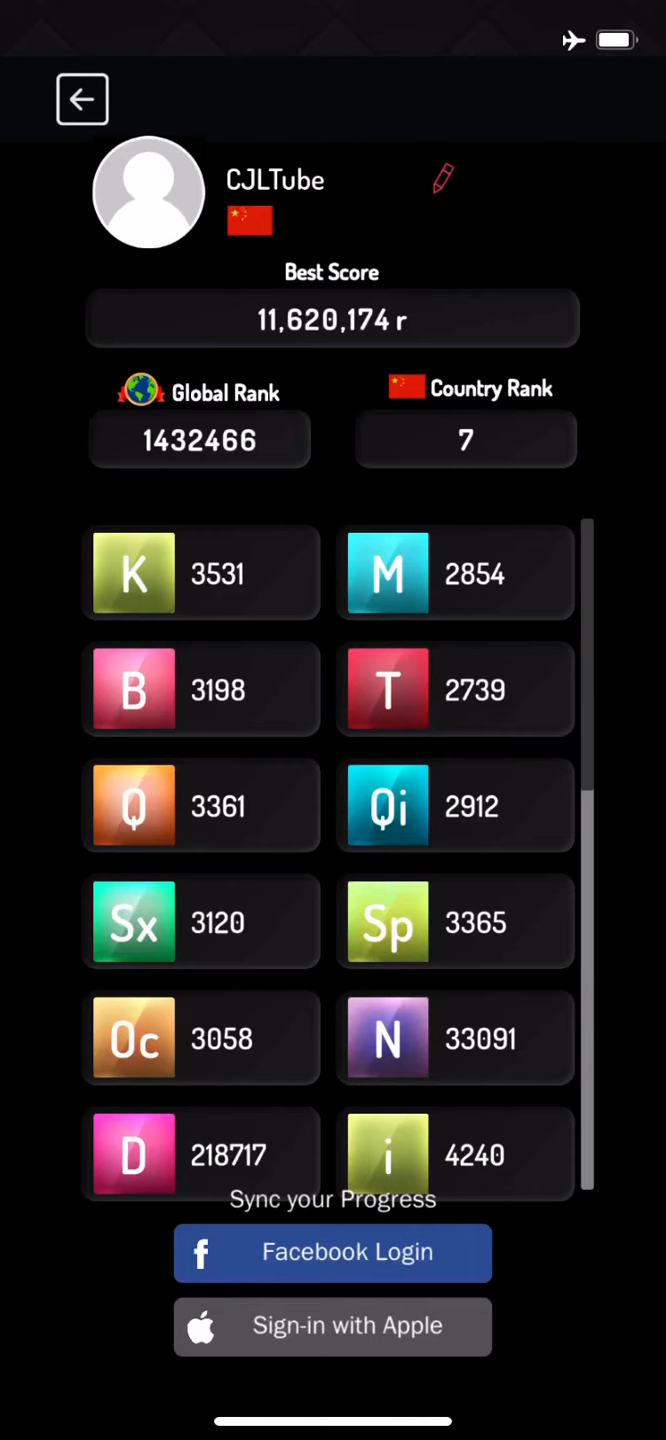 CJLTube
Best Score
11,620,174 r
Global Rank
Country Rank
1432466
7
K 3531
M 2854
B 3198
T 2739
Q 3361
Qi 2912
Sx 3120
Sp 3365
Oc 3058
N 33091
D 218717
i 4240
Sync your Progress
f Facebook Login
Sign-in with Apple